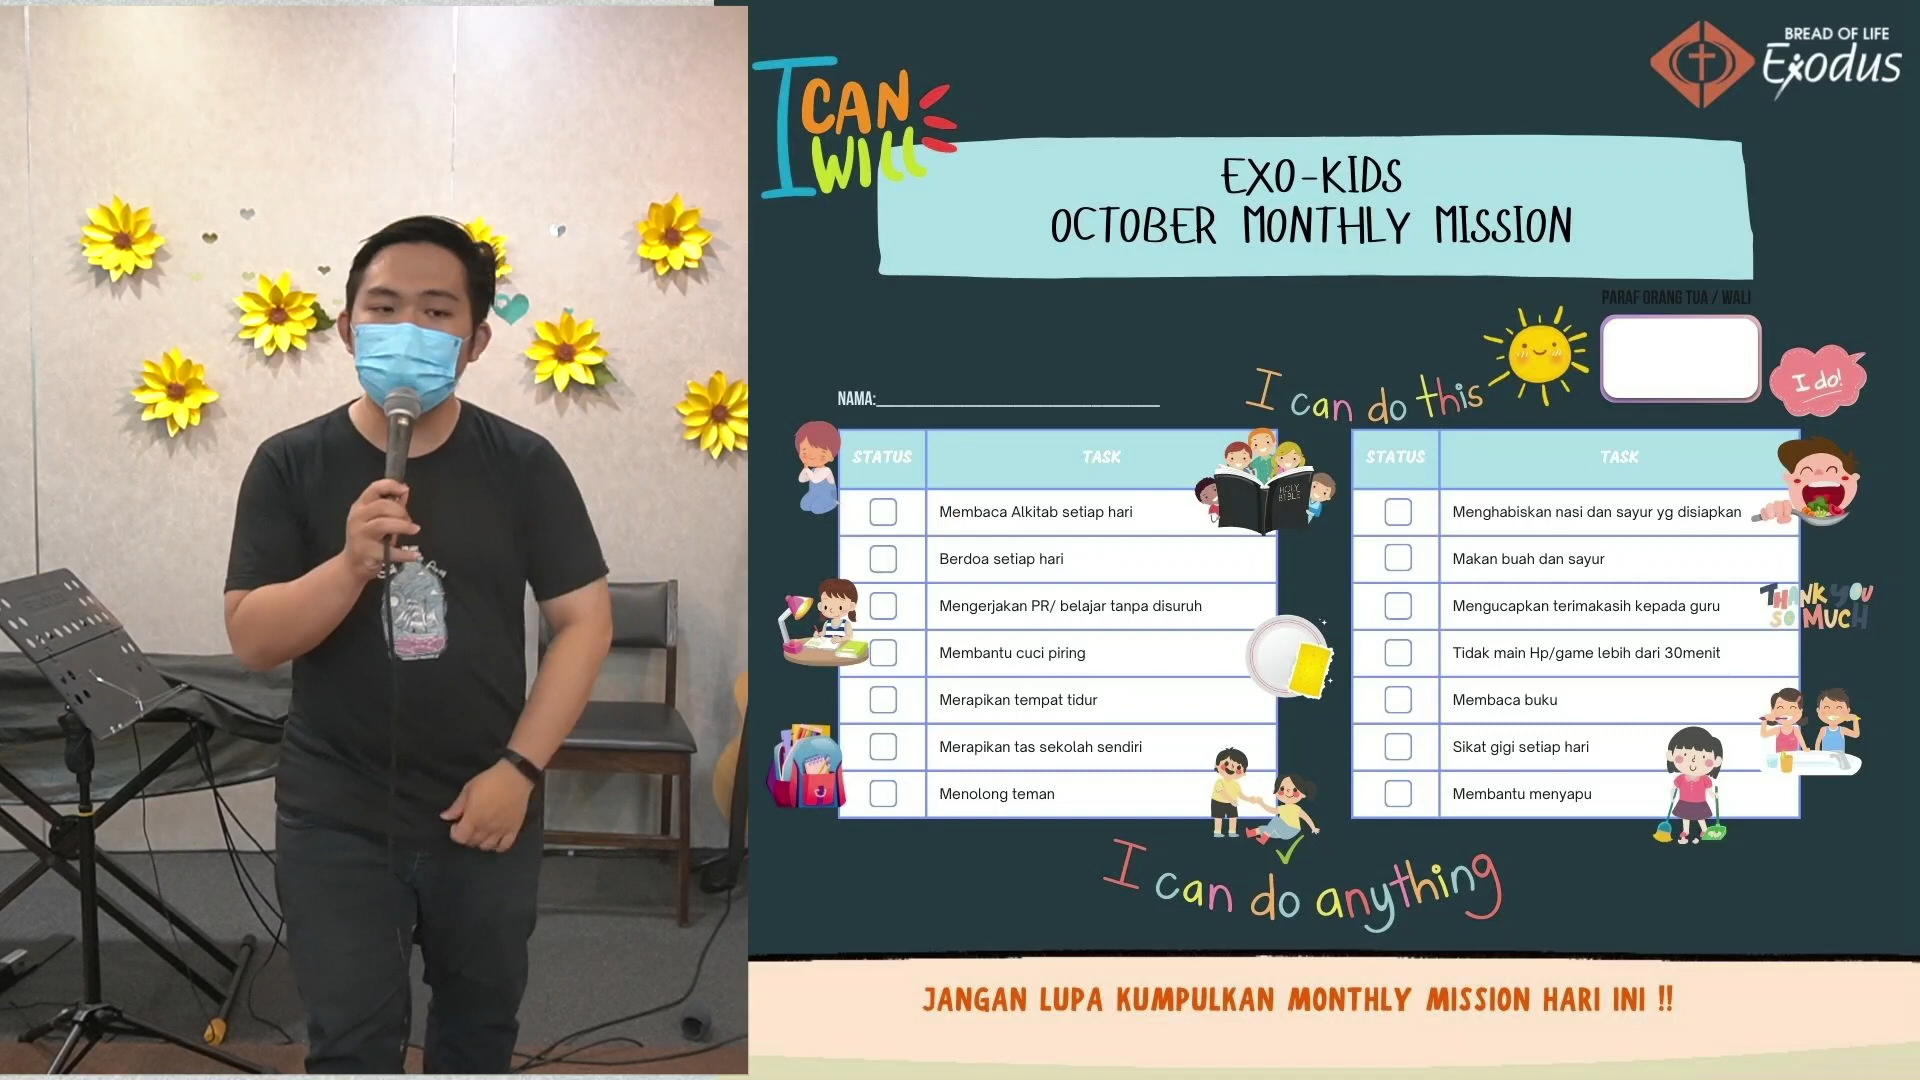 BREAD OF LIFE
Exodus
I CAN
WILL
EXO-KIDS
OCTOBER MONTHLY MISSION
PARAF ORANG TUA / WALI
I can do this
I do!
NAMA:
STATUS TASK
HOLY BIBLE
Membaca Alkitab setiap hari
Berdoa setiap hari
Mengerjakan PR/ belajar tanpa disuruh
Membantu cuci piring
Merapikan tempat tidur
Merapikan tas sekolah sendiri
Menolong teman
STATUS TASK
Menghabiskan nasi dan sayur yg disiapkan
Makan buah dan sayur
Mengucapkan terimakasih kepada guru
THANK YOU
SO MUCH
Tidak main Hp/game lebih dari 30menit
Membaca buku
Sikat gigi setiap hari
Membantu menyapu
I can do anything
JANGAN LUPA KUMPULKAN MONTHLY MISSION HARI INI !!